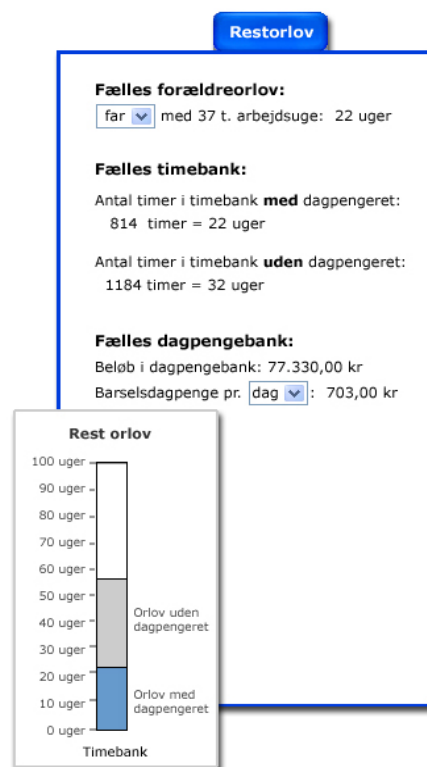 Restorlov
Fælles forældreorlov:
far med 37 t. arbejdsuge: 22 uger
Fælles timebank:
Antal timer i timebank med dagpengeret:
814 timer = 22 uger
Antal timer i timebank uden dagpengeret:
1184 timer = 32 uger
Fælles dagpengebank:
Beløb i dagpengebank: 77.330,00 kr
Barselsdagpenge pr. dag : 703,00 kr
Rest orlov
100 uger
90 uger
80 uger
70 uger
60 uger
50 uger
40 uger
30 uger
20 uger
10 uger
0 uger
Orlov uden
dagpengeret
Orlov med
dagpengeret
Timebank